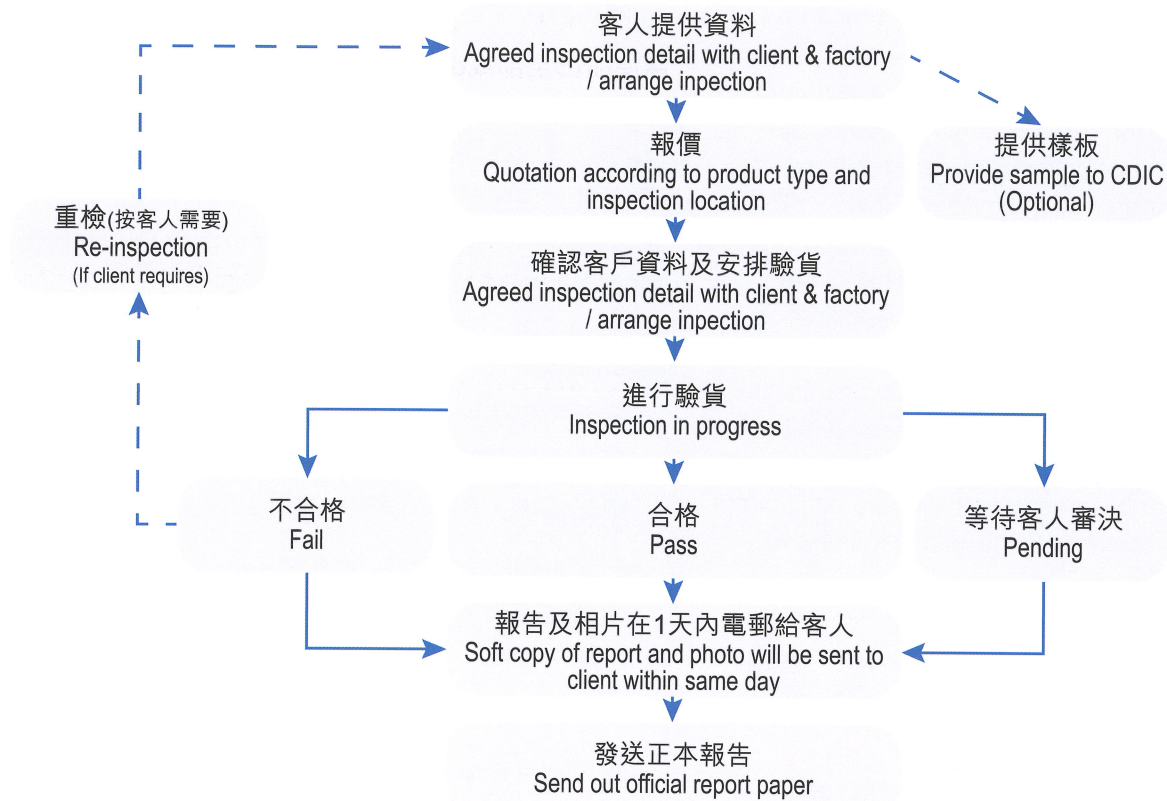 客人提供資料
Agreed inspection detail with client & factory
/ arrange inpection
報價
Quotation according to product type and
inspection location
提供樣板
Provide sample to CDIC
(Optional)
重檢(按客人需要)
Re-inspection
(If client requires)
確認客戶資料及安排驗貨
Agreed inspection detail with client & factory
/ arrange inpection
進行驗貨
Inspection in progress
不合格
Fail
合格
Pass
等待客人審決
Pending
報告及相片在1天內電郵給客人
Soft copy of report and photo will be sent to
client within same day
發送正本報告
Send out official report paper